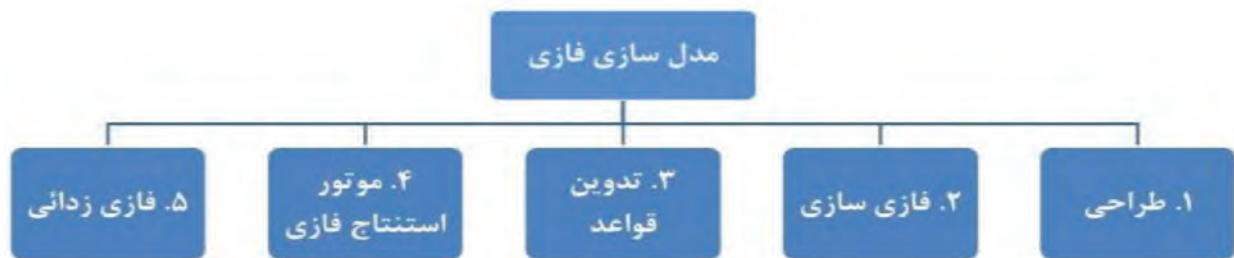 مدل سازی فازی
۱. طراحی
۲. فازی سازی
۳. تدوین
قواعد
۴. موتور
استنتاج فازی
۵. فازی زدائی